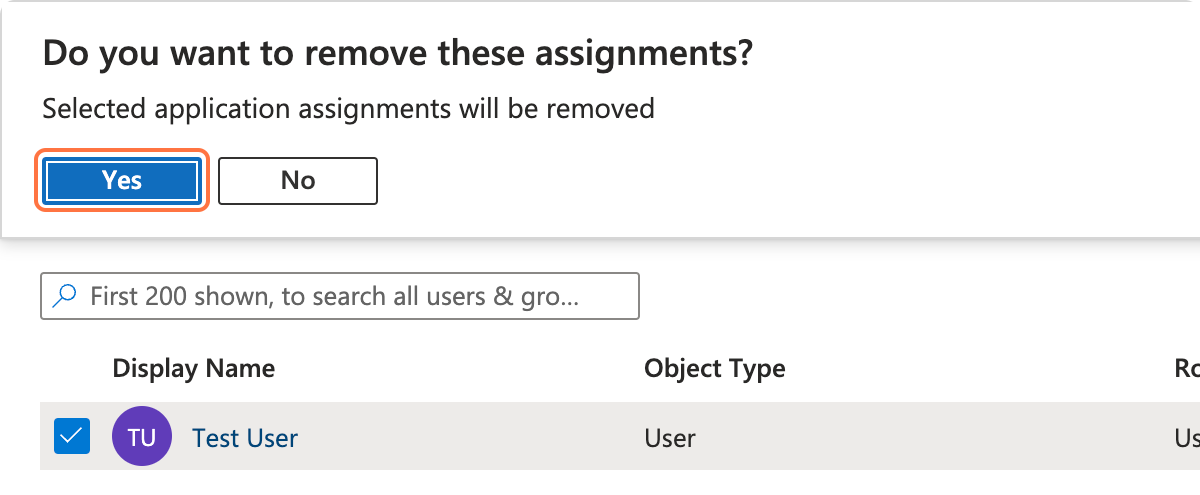 Do you want to remove these assignments?
Selected application assignments will be removed
Yes No
First 200 shown, to search all users & gro...
Display Name Object Type
TU Test User User